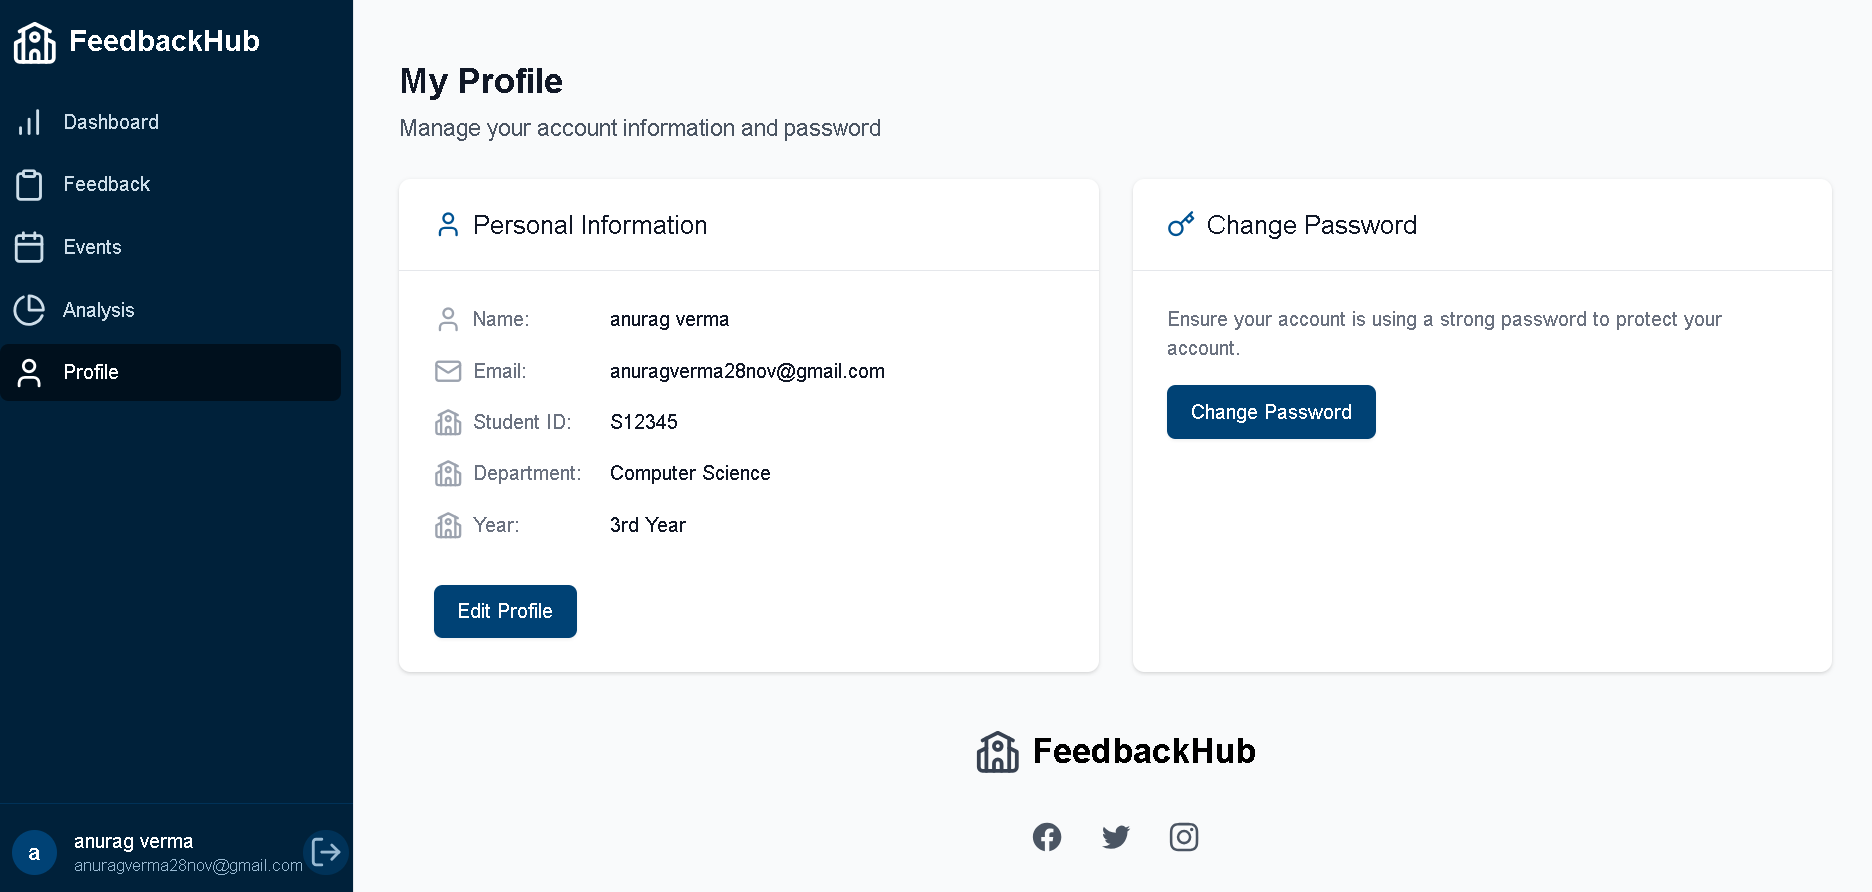 FeedbackHub
Dashboard
Feedback
Events
Analysis
Profile
a
anurag verma
anuragverma28nov@gmail.com
My Profile
Manage your account information and password
Personal Information
Name: anurag verma
Email: anuragverma28nov@gmail.com
Student ID: S12345
Department: Computer Science
Year: 3rd Year
Edit Profile
Change Password
Ensure your account is using a strong password to protect your
account.
Change Password
FeedbackHub